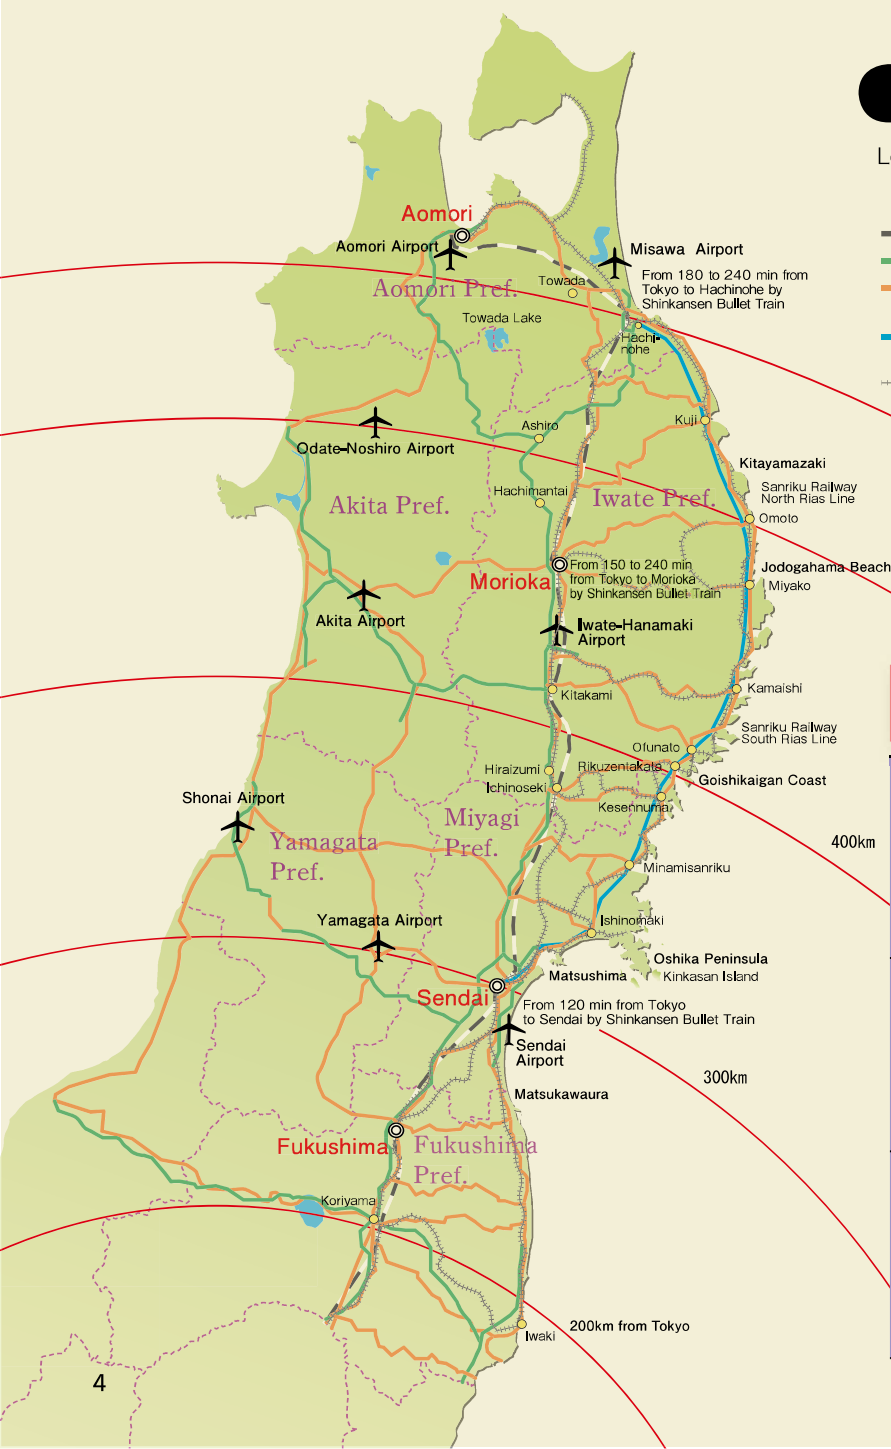 Le
Aomori
Aomori Airport
Misawa Airport
From 180 to 240 min from
Tokyo to Hachinohe by
Shinkansen Bullet Train
Aomori Pref.
Towada
Towada Lake
Hachi-
nohe
Ashiro
Kuji
Odate-Noshiro Airport
Kitayamazaki
Sanriku Railway
North Rias Line
Hachimantai
Iwate Pref.
Akita Pref.
Omoto
Morioka
From 150 to 240 min
from Tokyo to Morioka
by Shinkansen Bullet Train
Jodogahama Beach
Miyako
Akita Airport
Iwate-Hanamaki
Airport
Kitakami
Kamaishi
Sanriku Railway
South Rias Line
Ofunato
Hiraizumi
Rikuzentakata
Ichinoseki
Goishikaigan Coast
Shonai Airport
Kesennuma
Miyagi
Pref.
Yamagata
Pref.
400km
Minamisanriku
Yamagata Airport
Ishinomaki
Oshika Peninsula
Matsushima
Kinkasan Island
Sendai
From 120 min from Tokyo
to Sendai by Shinkansen Bullet Train
Sendai
Airport
300km
Matsukawaura
Fukushima
Fukushima
Pref.
Koriyama
200km from Tokyo
Iwaki
4